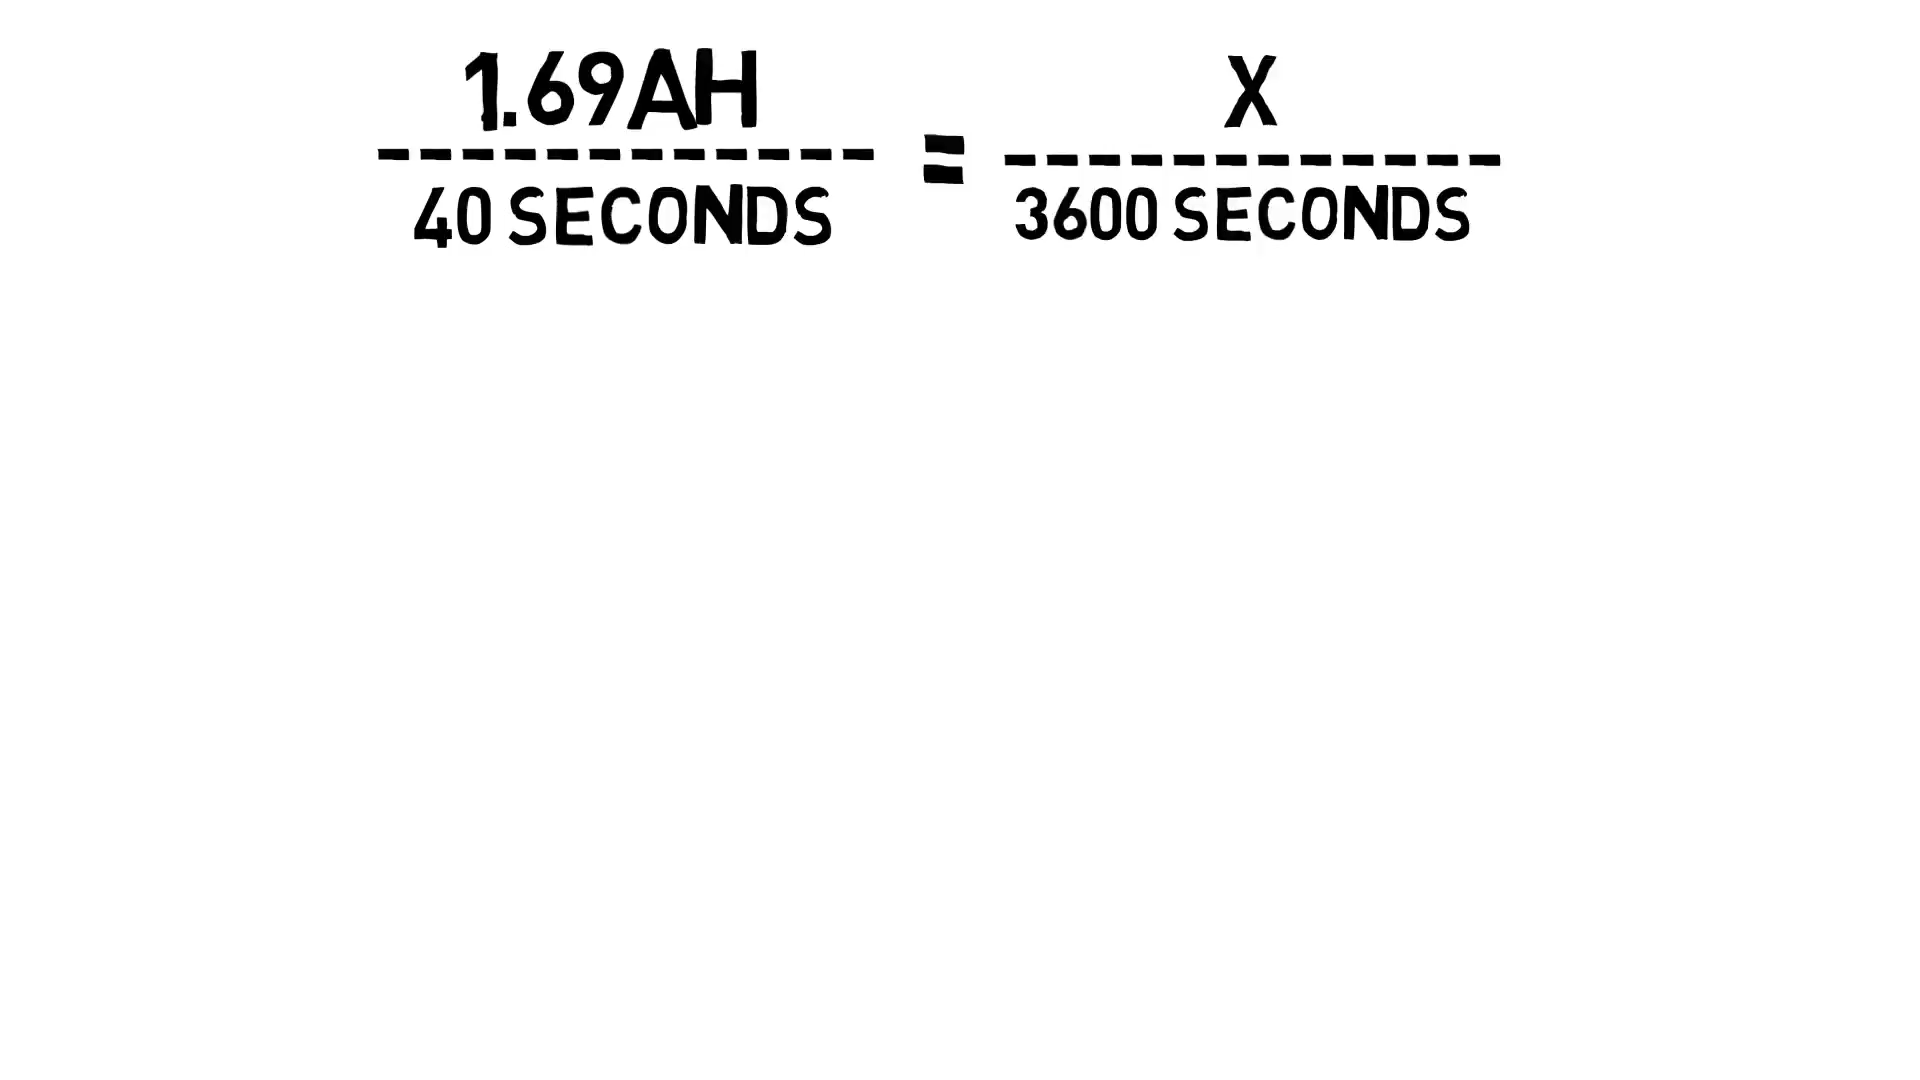 1.69AH X
------------ = ------------
40 SECONDS 3600 SECONDS